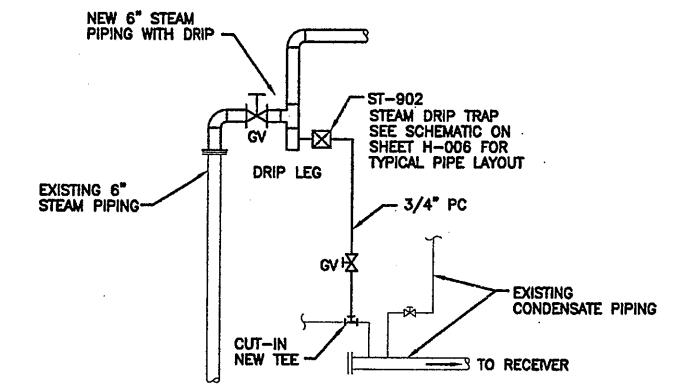 NEW 6" STEAM
PIPING WITH DRIP
ST-902
STEAM DRIP TRAP
SEE SCHEMATIC ON
SHEET H-006 FOR
TYPICAL PIPE LAYOUT
GV
DRIP LEG
EXISTING 6"
STEAM PIPING
3/4" PC
GV
EXISTING
CONDENSATE PIPING
CUT-IN
NEW TEE
TO RECEIVER